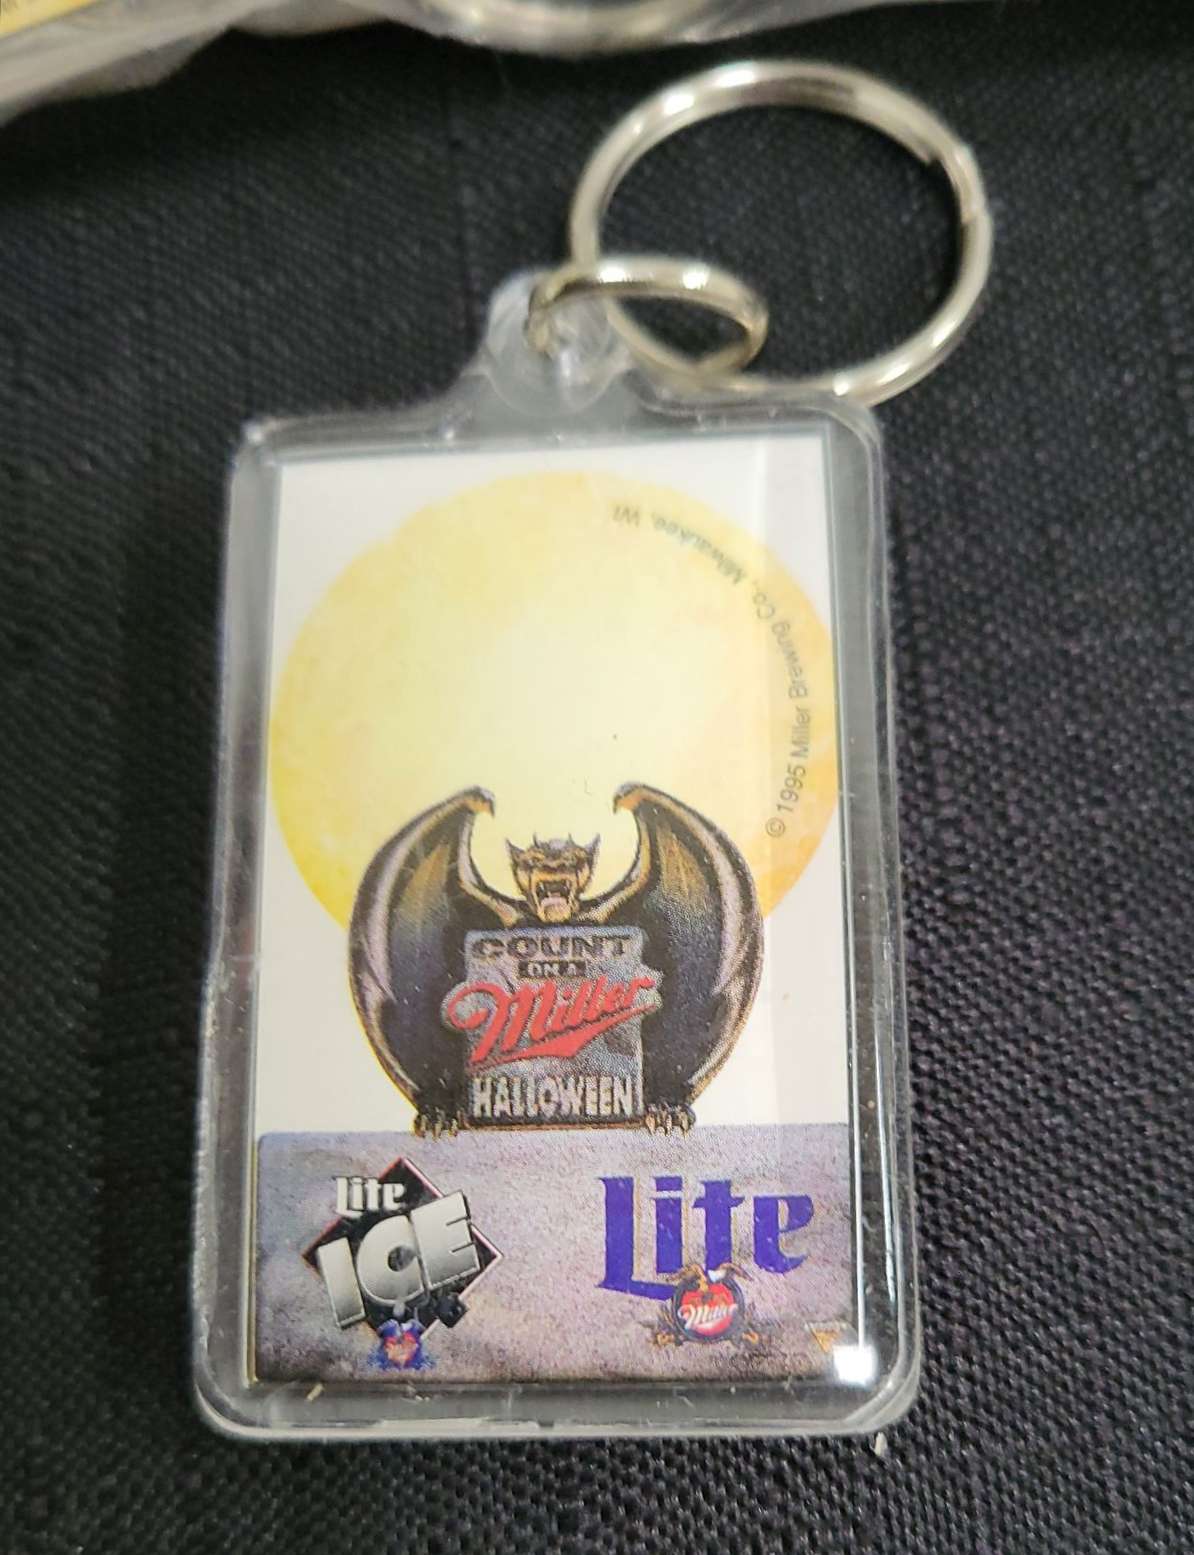 © 1995 Miller Brewing Co., Milwaukee, WI
COUNT
ON A
Miller
HALLOWEEN
Lite
ICE
Lite
Miller